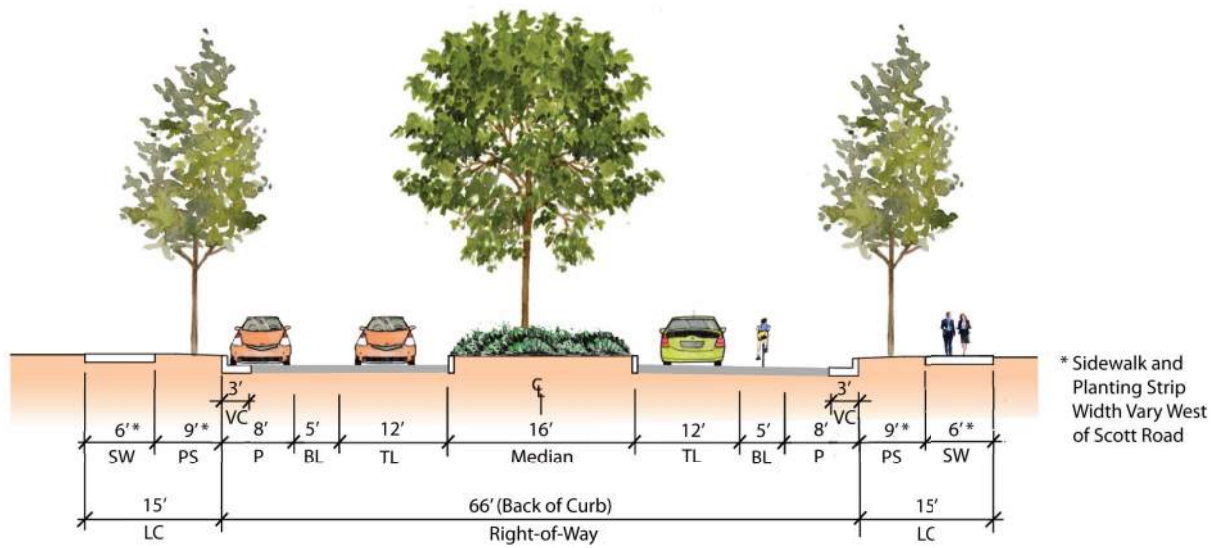 * Sidewalk and
Planting Strip
Width Vary West
of Scott Road
3’ ℄ 3’
VC VC
6’* 9’* 8’ 5’ 12’ 16’ 12’ 5’ 8’ 9’* 6’*
SW PS P BL TL Median TL BL P PS SW
15’ 66’ (Back of Curb) 15’
LC Right-of-Way LC